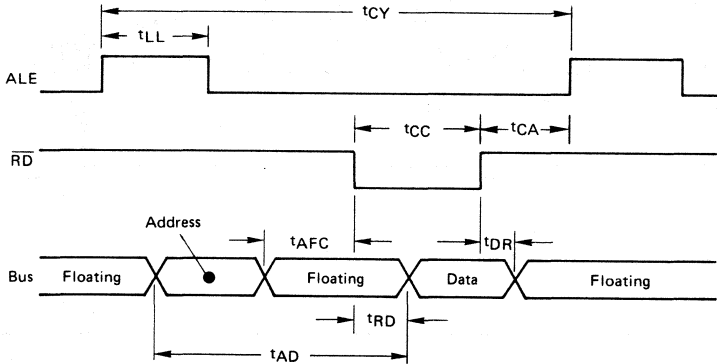 tCY
tLL
ALE
tCC
tCA
RD
Address
tAFC
tDR
Bus
Floating
Floating
Data
Floating
tRD
tAD